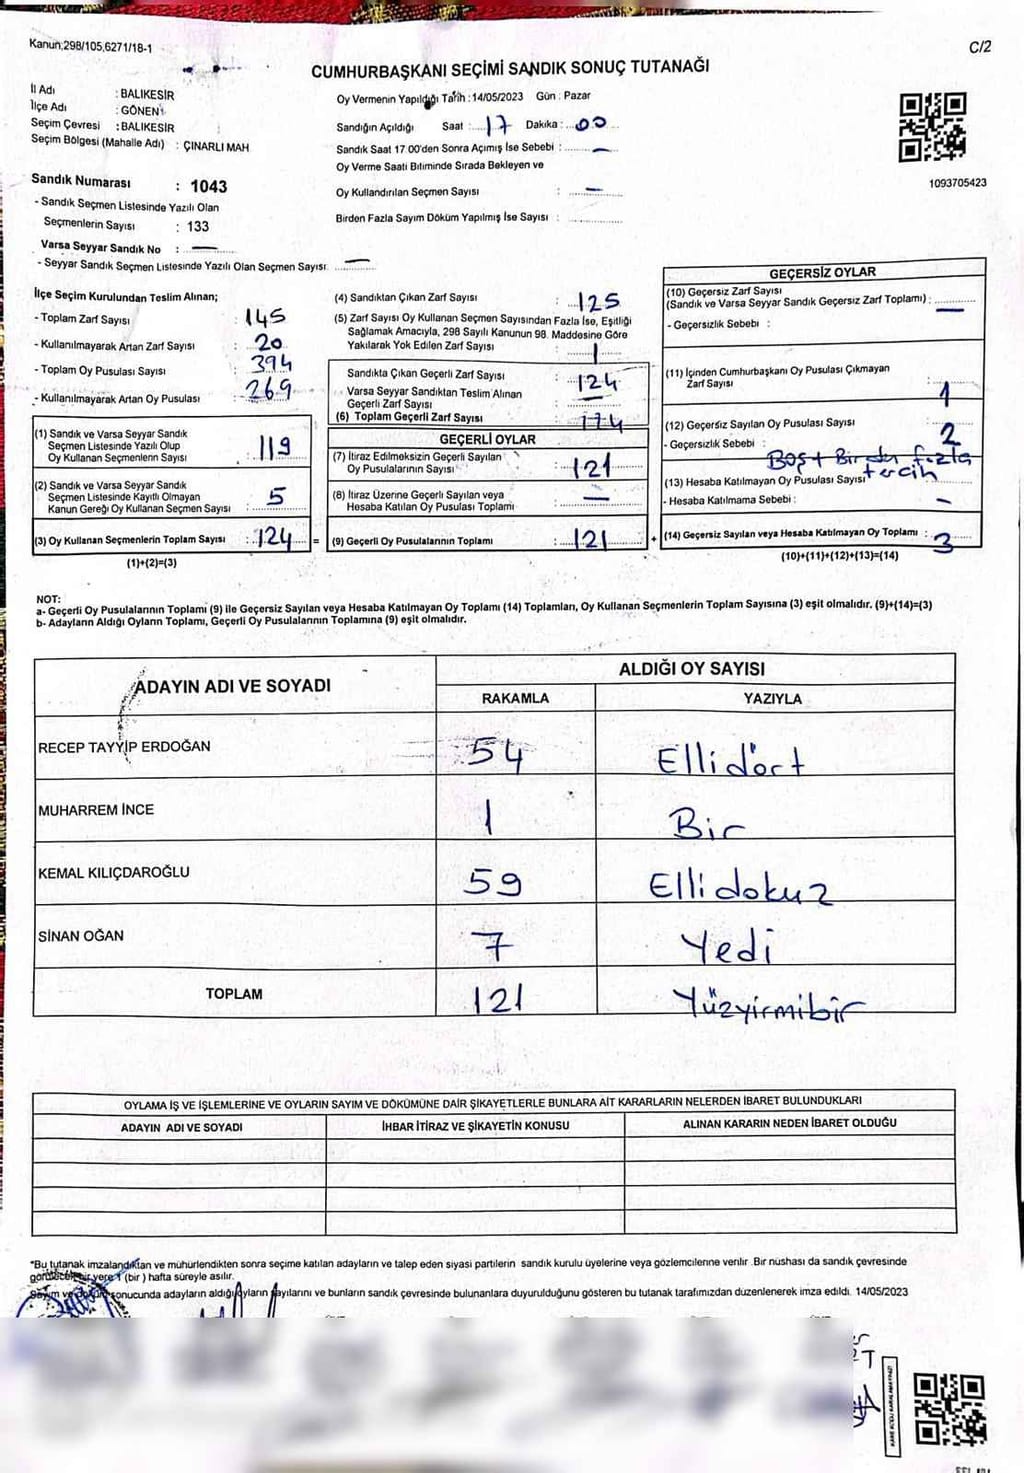 Kanun;298/105,6271/18-1
C/2
CUMHURBAŞKANI SEÇİMİ SANDIK SONUÇ TUTANAĞI
İl Adı : BALIKESİR
İlçe Adı : GÖNEN
Seçim Çevresi : BALIKESİR
Seçim Bölgesi (Mahalle Adı) : ÇINARLI MAH
Sandık Numarası : 1043
- Sandık Seçmen Listesinde Yazılı Olan
Seçmenlerin Sayısı : 133
Varsa Seyyar Sandık No : —
- Seyyar Sandık Seçmen Listesinde Yazılı Olan Seçmen Sayısı: —
Oy Vermenin Yapıldığı Tarih :14/05/2023 Gün : Pazar
Sandığın Açıldığı Saat : 17 Dakika : 00
Sandık Saat 17.00'den Sonra Açımış İse Sebebi : —
Oy Verme Saati Bitiminde Sırada Bekleyen ve
Oy Kullandırılan Seçmen Sayısı : —
Birden Fazla Sayım Döküm Yapılmış İse Sayısı :
1093705423
İlçe Seçim Kurulundan Teslim Alınan;
- Toplam Zarf Sayısı : 145
- Kullanılmayarak Artan Zarf Sayısı : 20
- Toplam Oy Pusulası Sayısı : 394
- Kullanılmayarak Artan Oy Pusulası : 269
(1) Sandık ve Varsa Seyyar Sandık
Seçmen Listesinde Yazılı Olup
Oy Kullanan Seçmenlerin Sayısı : 119
(2) Sandık ve Varsa Seyyar Sandık
Seçmen Listesinde Kayıtlı Olmayan
Kanun Gereği Oy Kullanan Seçmen Sayısı : 5
(3) Oy Kullanan Seçmenlerin Toplam Sayısı : 124 =
(1)+(2)=(3)
(4) Sandıktan Çıkan Zarf Sayısı : 125
(5) Zarf Sayısı Oy Kullanan Seçmen Sayısından Fazla İse, Eşitliği
Sağlamak Amacıyla, 298 Sayılı Kanunun 98. Maddesine Göre
Yakılarak Yok Edilen Zarf Sayısı : 1
Sandıkta Çıkan Geçerli Zarf Sayısı : 124
Varsa Seyyar Sandıktan Teslim Alınan
Geçerli Zarf Sayısı : —
(6) Toplam Geçerli Zarf Sayısı : 124
GEÇERLİ OYLAR
(7) İtiraz Edilmeksizin Geçerli Sayılan
Oy Pusulalarının Sayısı : 121
(8) İtiraz Üzerine Geçerli Sayılan veya
Hesaba Katılan Oy Pusulası Toplamı : —
(9) Geçerli Oy Pusulalarının Toplamı : 121 +
GEÇERSİZ OYLAR
(10) Geçersiz Zarf Sayısı
(Sandık ve Varsa Seyyar Sandık Geçersiz Zarf Toplamı) : —
- Geçersizlik Sebebi :
(11) İçinden Cumhurbaşkanı Oy Pusulası Çıkmayan
Zarf Sayısı : 1
(12) Geçersiz Sayılan Oy Pusulası Sayısı : 2
- Geçersizlik Sebebi : Boş + Birden fazla
tercih
(13) Hesaba Katılmayan Oy Pusulası Sayısı
- Hesaba Katılmama Sebebi : —
(14) Geçersiz Sayılan veya Hesaba Katılmayan Oy Toplamı : 3
(10)+(11)+(12)+(13)=(14)
NOT:
a- Geçerli Oy Pusulalarının Toplamı (9) ile Geçersiz Sayılan veya Hesaba Katılmayan Oy Toplamı (14) Toplamları, Oy Kullanan Seçmenlerin Toplam Sayısına (3) eşit olmalıdır. (9)+(14)=(3)
b- Adayların Aldığı Oyların Toplamı, Geçerli Oy Pusulalarının Toplamına (9) eşit olmalıdır.
ADAYIN ADI VE SOYADI ALDIĞI OY SAYISI
RAKAMLA YAZIYLA
RECEP TAYYİP ERDOĞAN 54 Ellidört
MUHARREM İNCE 1 Bir
KEMAL KILIÇDAROĞLU 59 Ellidokuz
SİNAN OĞAN 7 Yedi
TOPLAM 121 Yüzyirmibir
OYLAMA İŞ VE İŞLEMLERİNE VE OYLARIN SAYIM VE DÖKÜMÜNE DAİR ŞİKAYETLERLE BUNLARA AİT KARARLARIN NELERDEN İBARET BULUNDUKLARI
ADAYIN ADI VE SOYADI İHBAR İTİRAZ VE ŞİKAYETİN KONUSU ALINAN KARARIN NEDEN İBARET OLDUĞU
*Bu tutanak imzalandıktan ve mühürlendikten sonra seçime katılan adayların ve talep eden siyasi partilerin sandık kurulu üyelerine veya gözlemcilerine verilir .Bir nüshası da sandık çevresinde
görülecek bir yere 1 (bir ) hafta süreyle asılır.
Sayım ve döküm sonucunda adayların aldığı oyların sayılarını ve bunların sandık çevresinde bulunanlara duyurulduğunu gösteren bu tutanak tarafımızdan düzenlenerek imza edildi. 14/05/2023